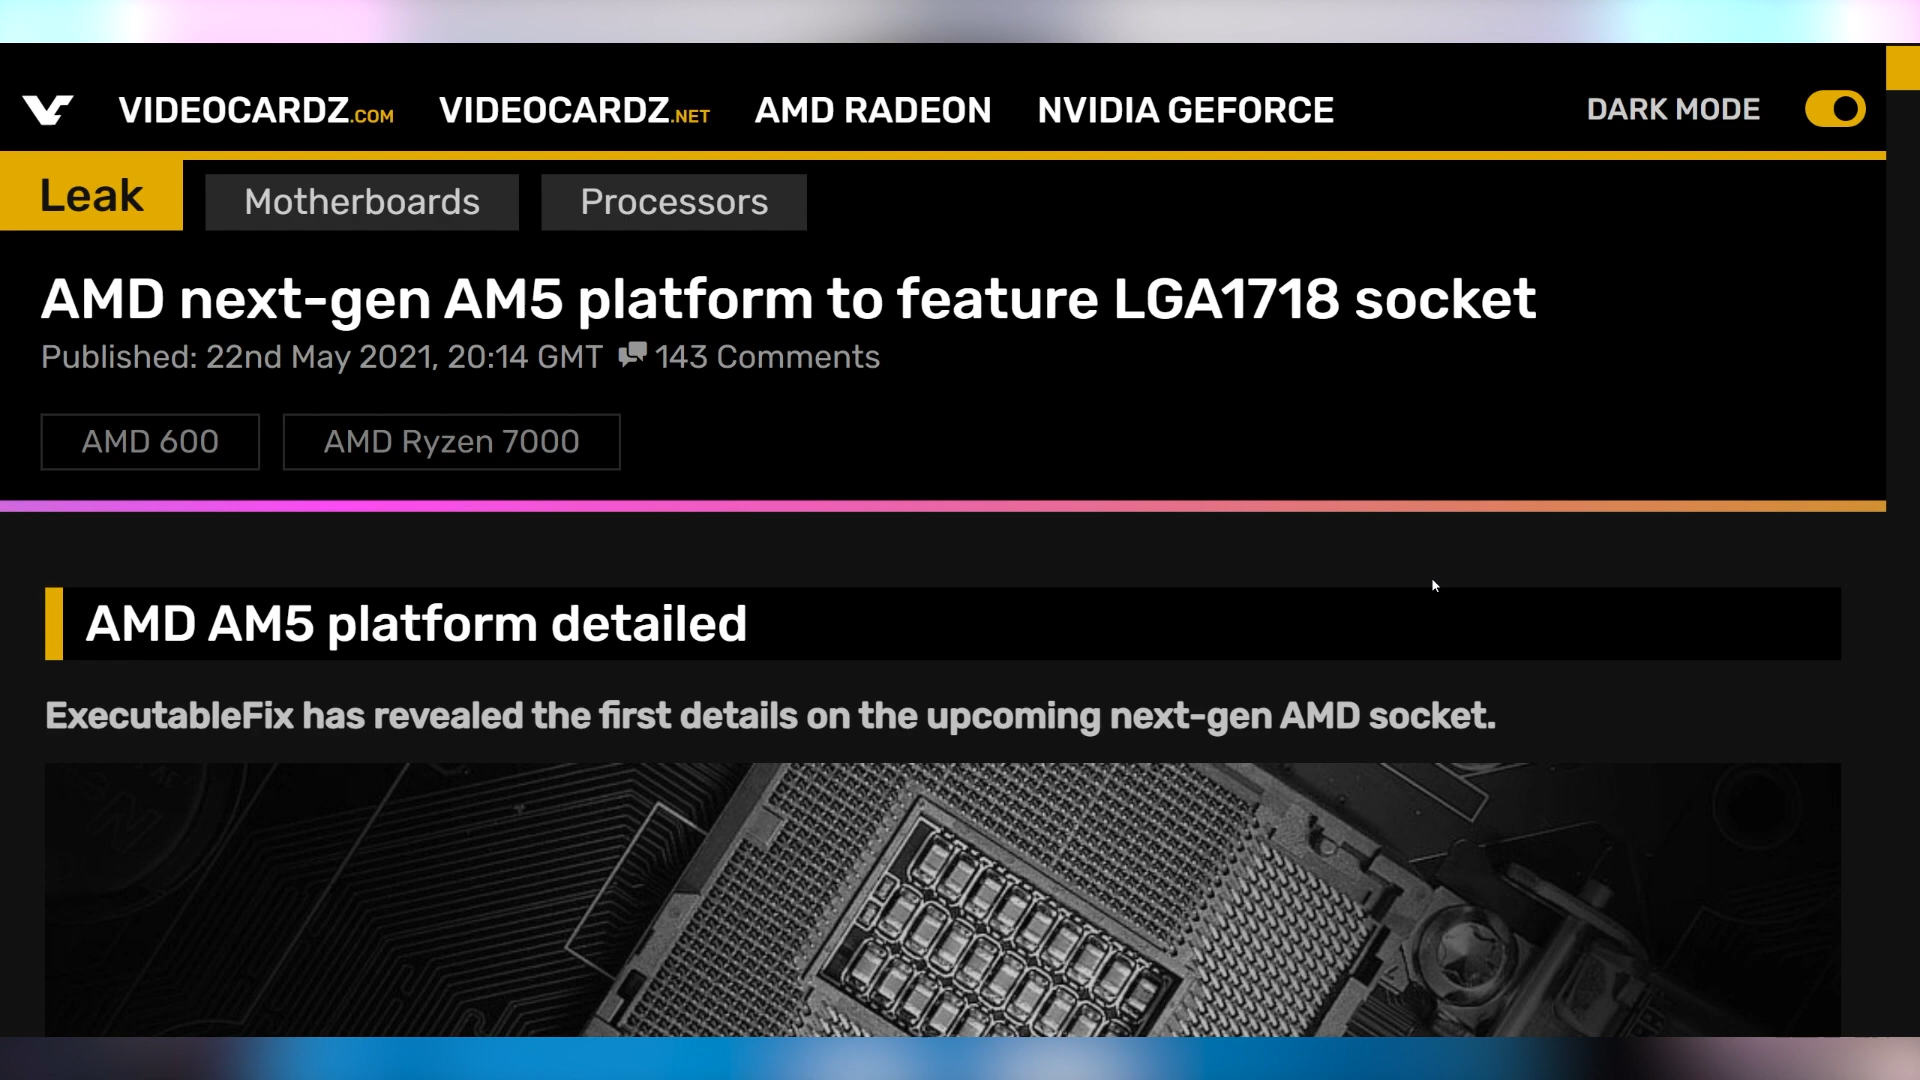 VIDEOCARDZ.COM VIDEOCARDZ.NET AMD RADEON NVIDIA GEFORCE DARK MODE
Leak Motherboards Processors
AMD next-gen AM5 platform to feature LGA1718 socket
Published: 22nd May 2021, 20:14 GMT 143 Comments
AMD 600 AMD Ryzen 7000
AMD AM5 platform detailed
ExecutableFix has revealed the first details on the upcoming next-gen AMD socket.